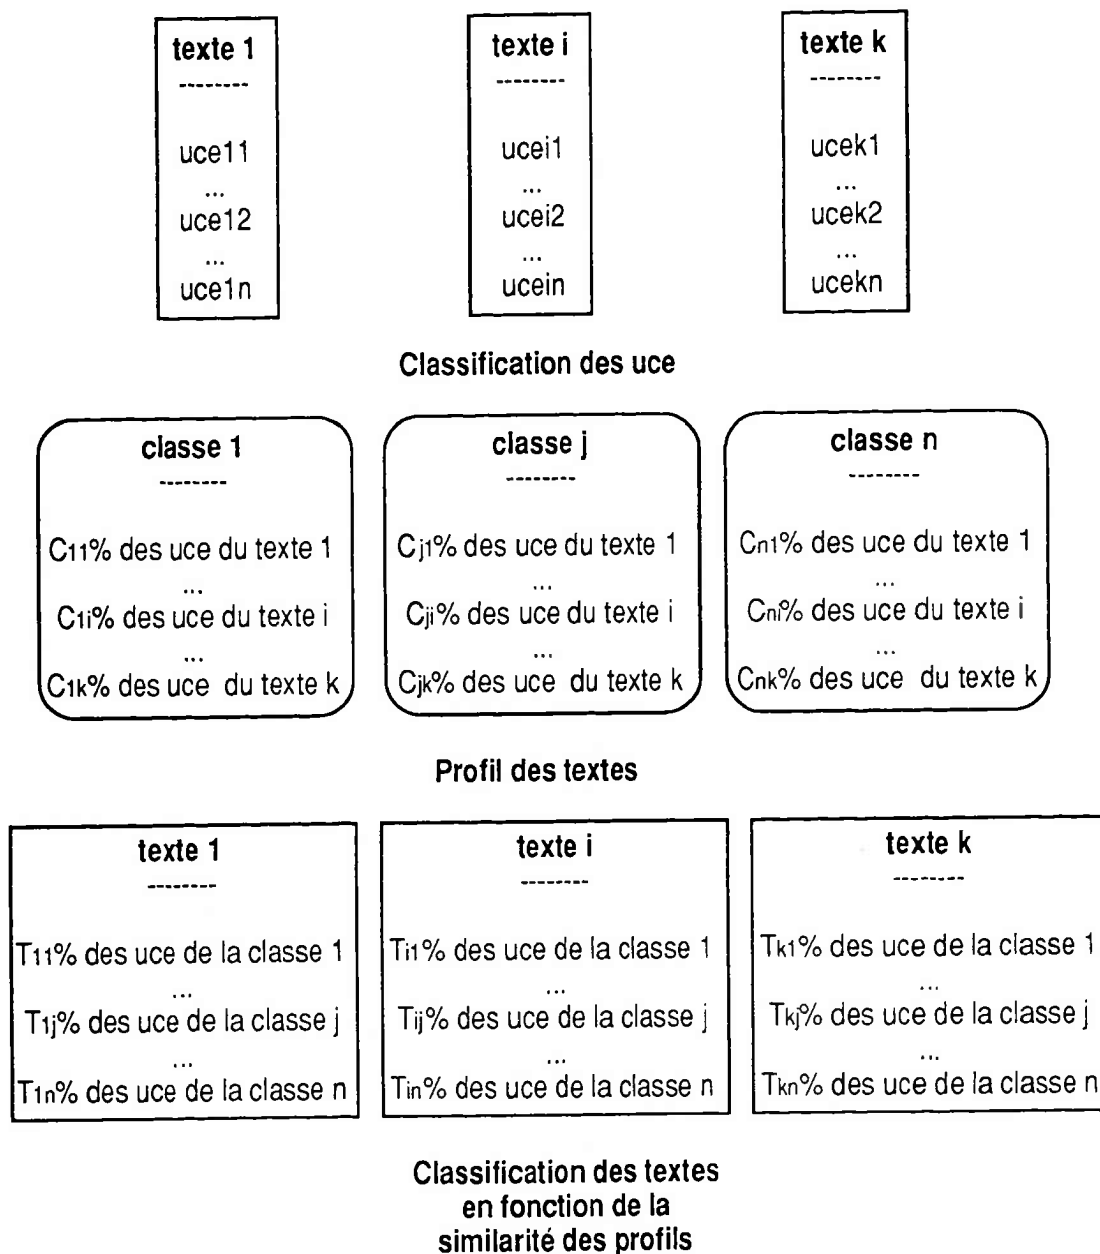 texte 1
--------
uce11
...
uce12
...
uce1n
texte i
--------
ucei1
...
ucei2
...
ucein
texte k
--------
ucek1
...
ucek2
...
ucekn
Classification des uce
classe 1
--------
C11% des uce du texte 1
...
C1i% des uce du texte i
...
C1k% des uce du texte k
classe j
--------
Cj1% des uce du texte 1
...
Cji% des uce du texte i
...
Cjk% des uce du texte k
classe n
--------
Cn1% des uce du texte 1
...
Cni% des uce du texte i
...
Cnk% des uce du texte k
Profil des textes
texte 1
--------
T11% des uce de la classe 1
...
T1j% des uce de la classe j
...
T1n% des uce de la classe n
texte i
--------
Ti1% des uce de la classe 1
...
Tij% des uce de la classe j
...
Tin% des uce de la classe n
texte k
--------
Tk1% des uce de la classe 1
...
Tkj% des uce de la classe j
...
Tkn% des uce de la classe n
Classification des textes
en fonction de la
similarité des profils